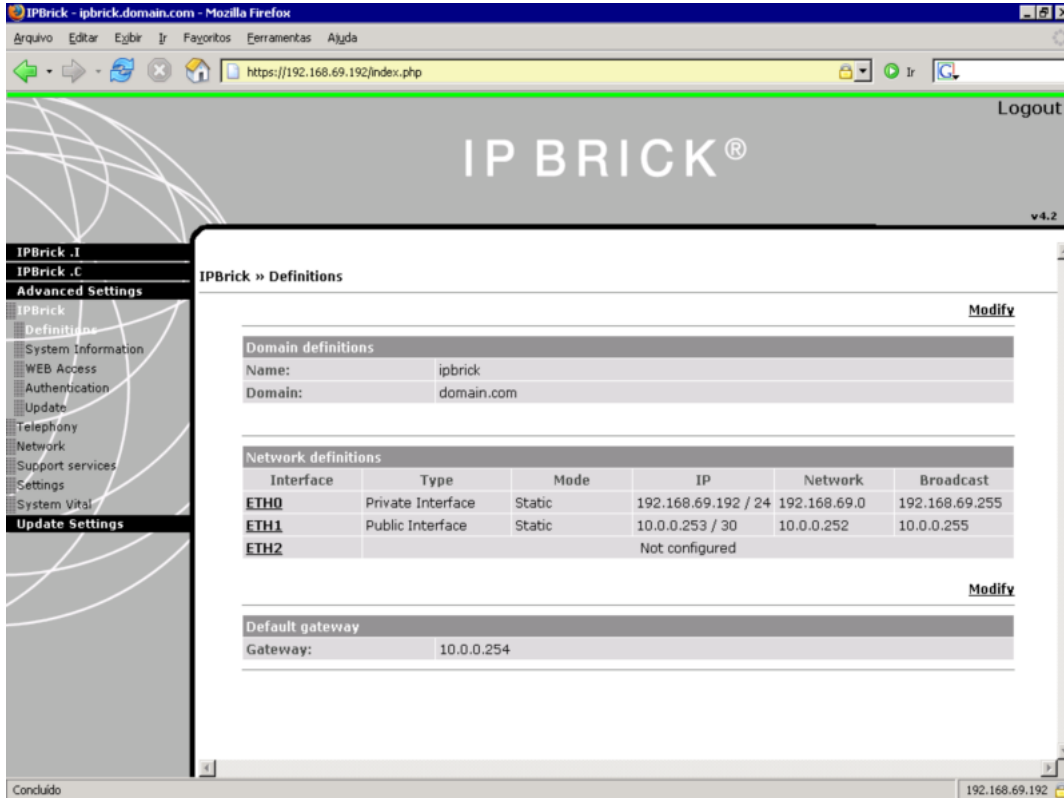 IPBrick - ipbrick.domain.com - Mozilla Firefox
Arquivo Editar Exibir Ir Favoritos Ferramentas Ajuda
https://192.168.69.192/index.php
Ir
G
Logout
IP BRICK®
v4.2
IPBrick .I
IPBrick .C
Advanced Settings
IPBrick
Definitions
System Information
WEB Access
Authentication
Update
Telephony
Network
Support services
Settings
System Vital
Update Settings
IPBrick » Definitions
Modify
Domain definitions
Name: ipbrick
Domain: domain.com
Network definitions
Interface Type Mode IP Network Broadcast
ETH0 Private Interface Static 192.168.69.192 / 24 192.168.69.0 192.168.69.255
ETH1 Public Interface Static 10.0.0.253 / 30 10.0.0.252 10.0.0.255
ETH2 Not configured
Modify
Default gateway
Gateway: 10.0.0.254
Concluído 192.168.69.192